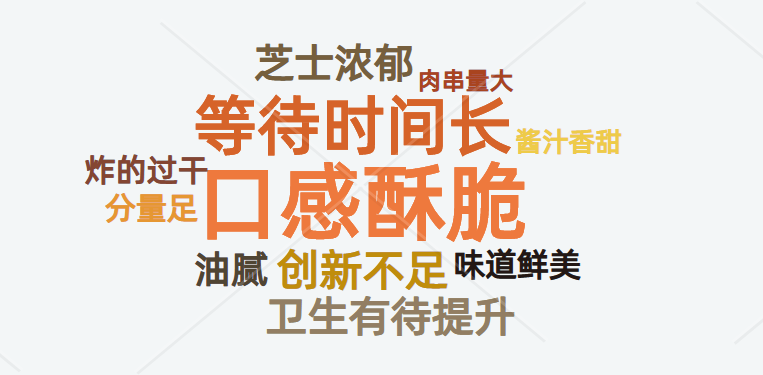 芝士浓郁
肉串量大
等待时间长
酱汁香甜
炸的过干
分量足
口感酥脆
油腻
创新不足
味道鲜美
卫生有待提升